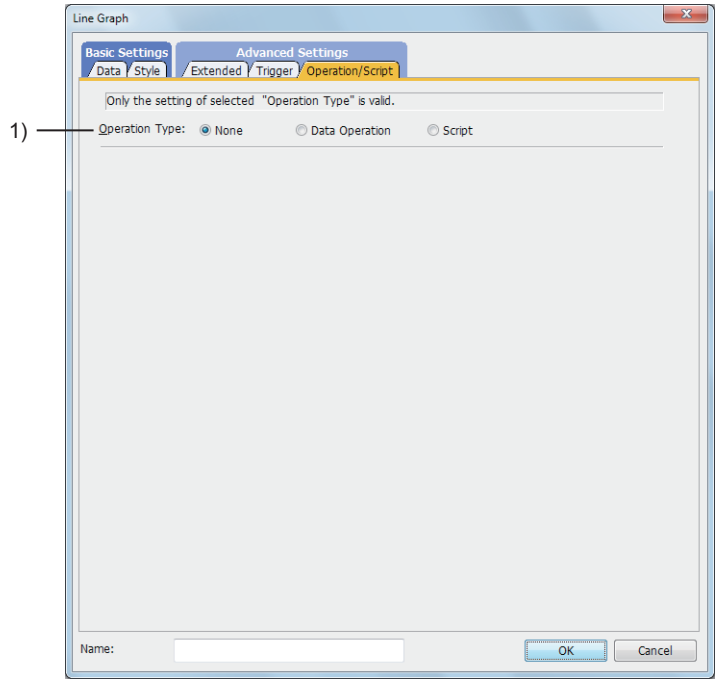 Line Graph
Basic Settings Advanced Settings
Data Style Extended Trigger Operation/Script
Only the setting of selected "Operation Type" is valid.
1) Operation Type: None Data Operation Script
Name: OK Cancel